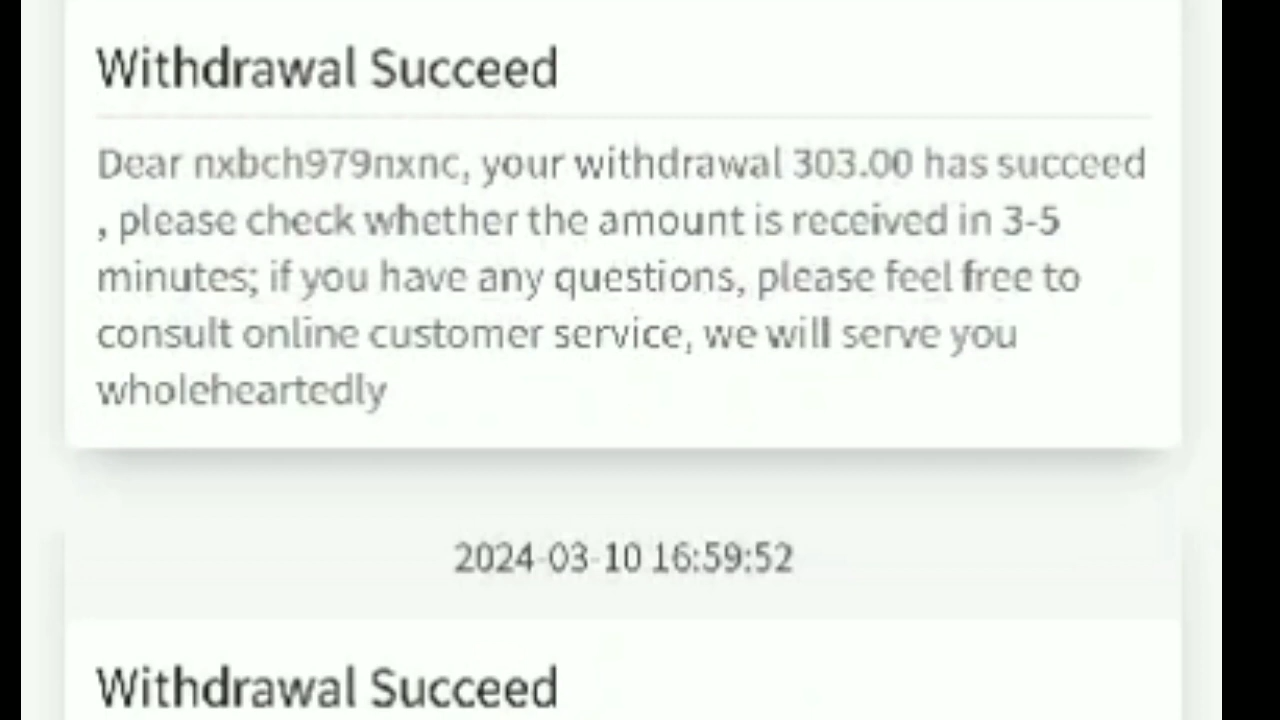 Withdrawal Succeed
Dear nxbch979nxnc, your withdrawal 303.00 has succeed
, please check whether the amount is received in 3-5
minutes; if you have any questions, please feel free to
consult online customer service, we will serve you
wholeheartedly
2024-03-10 16:59:52
Withdrawal Succeed